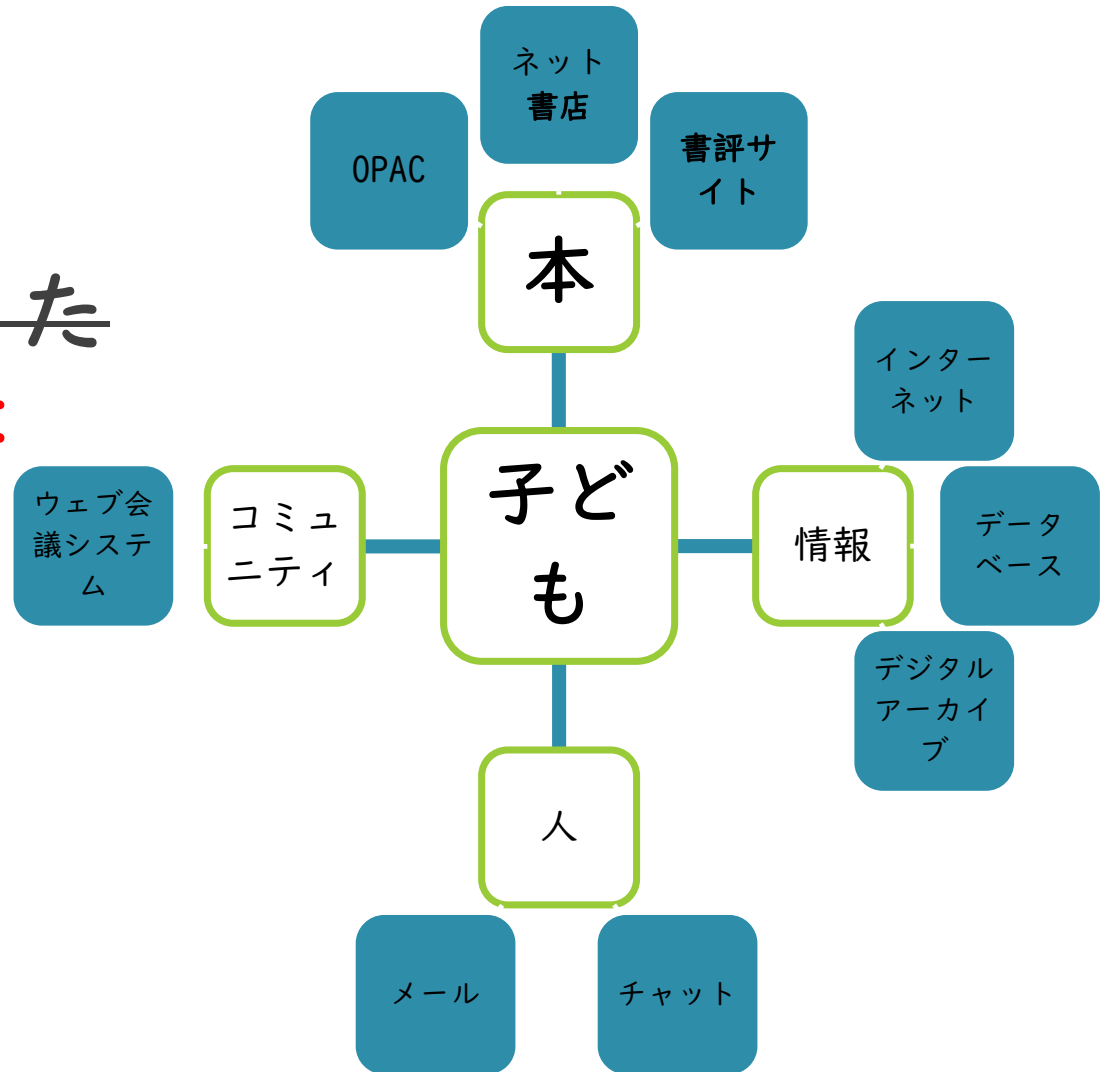 ネット
書店
OPAC
書評サ
イト
本
た
インター
ネット
子ど
も
ウェブ会
議システ
ム
コミュ
ニティ
情報
データ
ベース
デジタル
アーカイ
ブ
人
メール
チャット